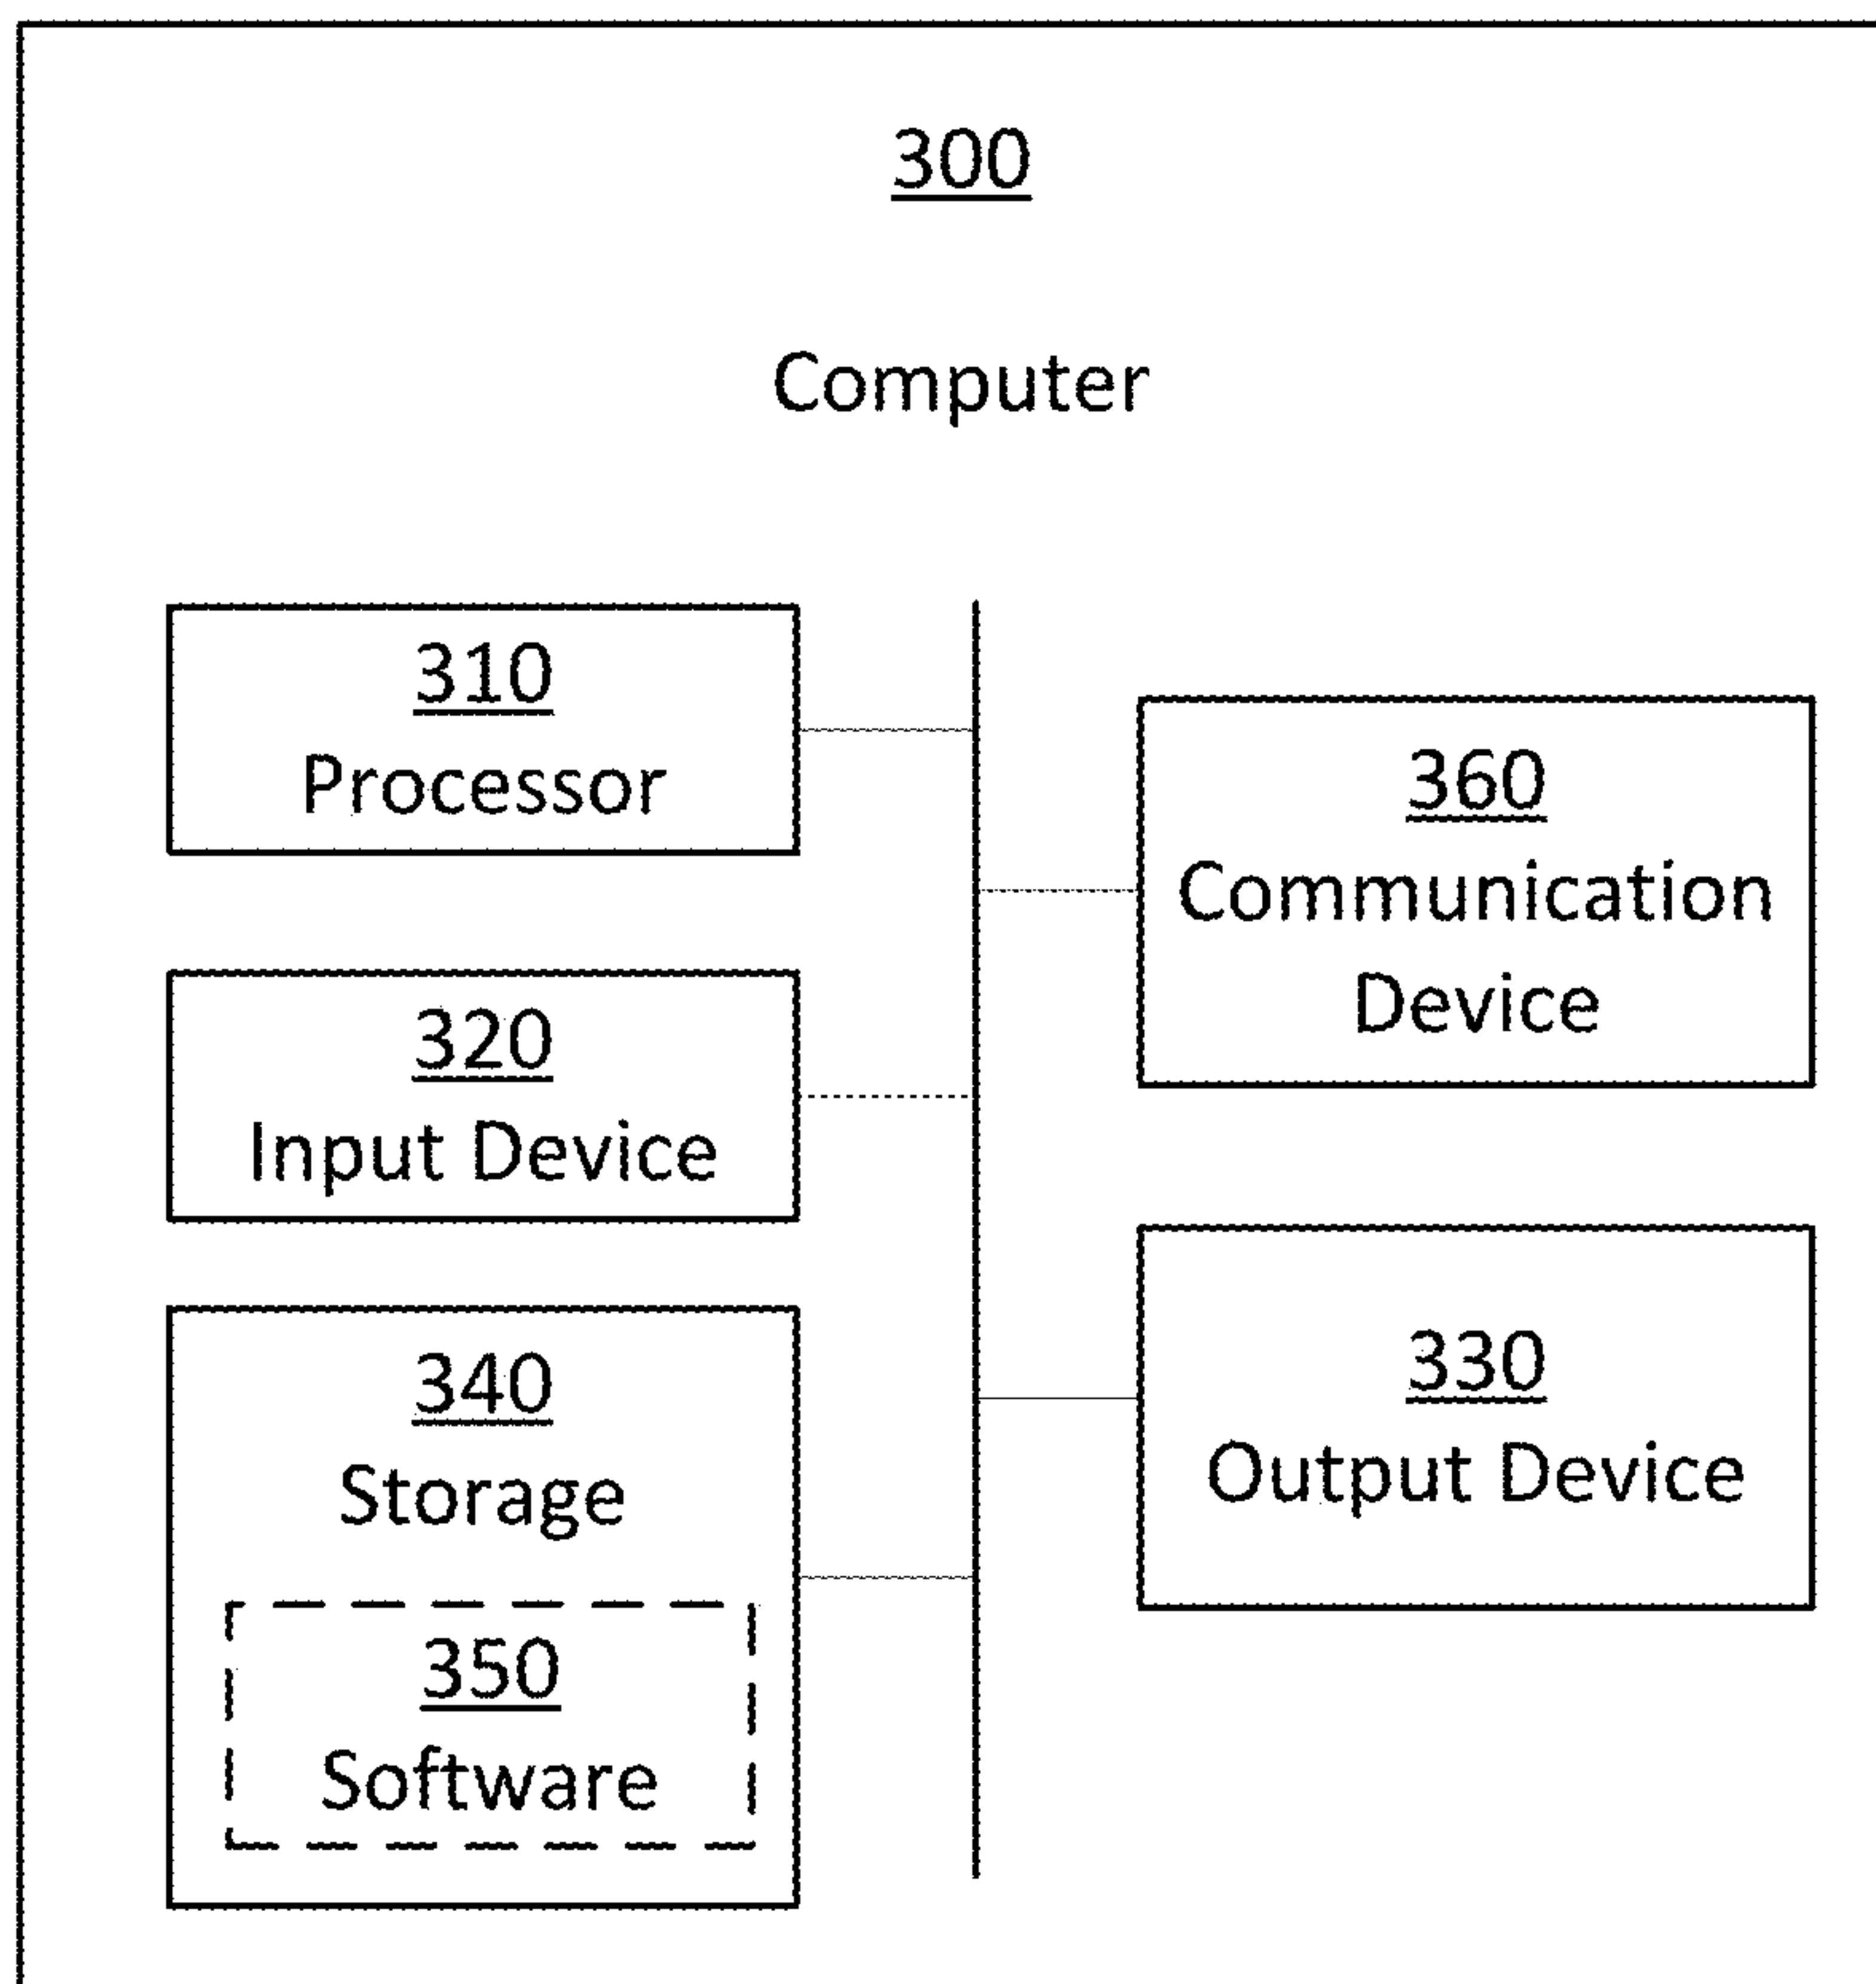 300
Computer
310
Processor
320
Input Device
340
Storage
350
Software
360
Communication
Device
330
Output Device